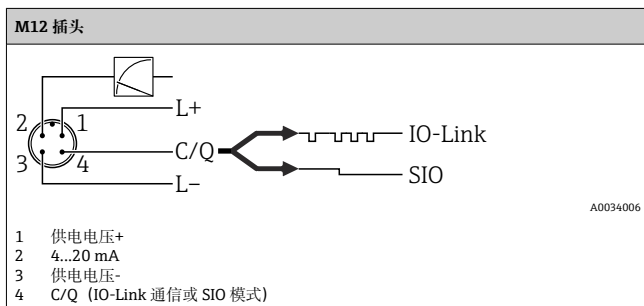 M12 插头
L+
2
1
IO-Link
C/Q
3
4
SIO
L–
A0034006
1 供电电压+
2 4...20 mA
3 供电电压-
4 C/Q（IO-Link 通信或 SIO 模式）